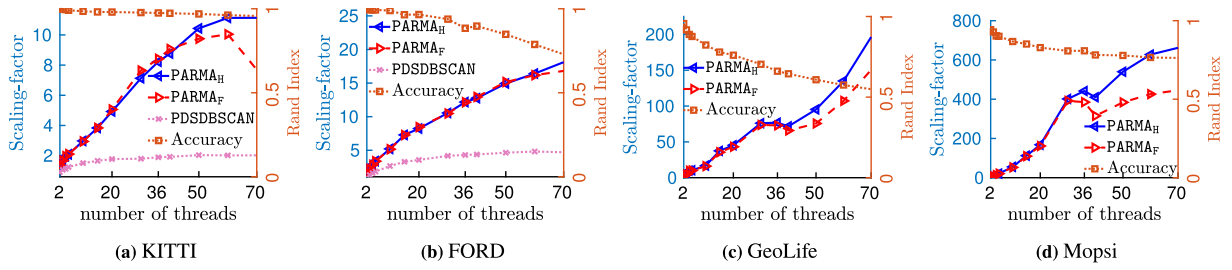 Scaling-factor
10
8
6
4
2
1
0.5
0
Rand Index
PARMA_H
PARMA_F
PDSDBSCAN
Accuracy
2 20 36 50 70
number of threads
(a) KITTI
Scaling-factor
25
20
15
10
5
1
0.5
0
Rand Index
PARMA_H
PARMA_F
PDSDBSCAN
Accuracy
2 20 36 50 70
number of threads
(b) FORD
Scaling-factor
200
150
100
50
0
1
0.5
0
Rand Index
PARMA_H
PARMA_F
Accuracy
2 20 36 50 70
number of threads
(c) GeoLife
Scaling-factor
800
600
400
200
0
1
0.5
0
Rand Index
PARMA_H
PARMA_F
Accuracy
2 20 36 50 70
number of threads
(d) Mopsi